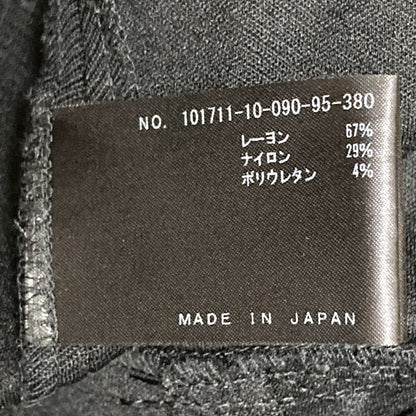 NO. 101711-10-090-95-380
レーヨン 67%
ナイロン 29%
ポリウレタン 4%
MADE IN JAPAN